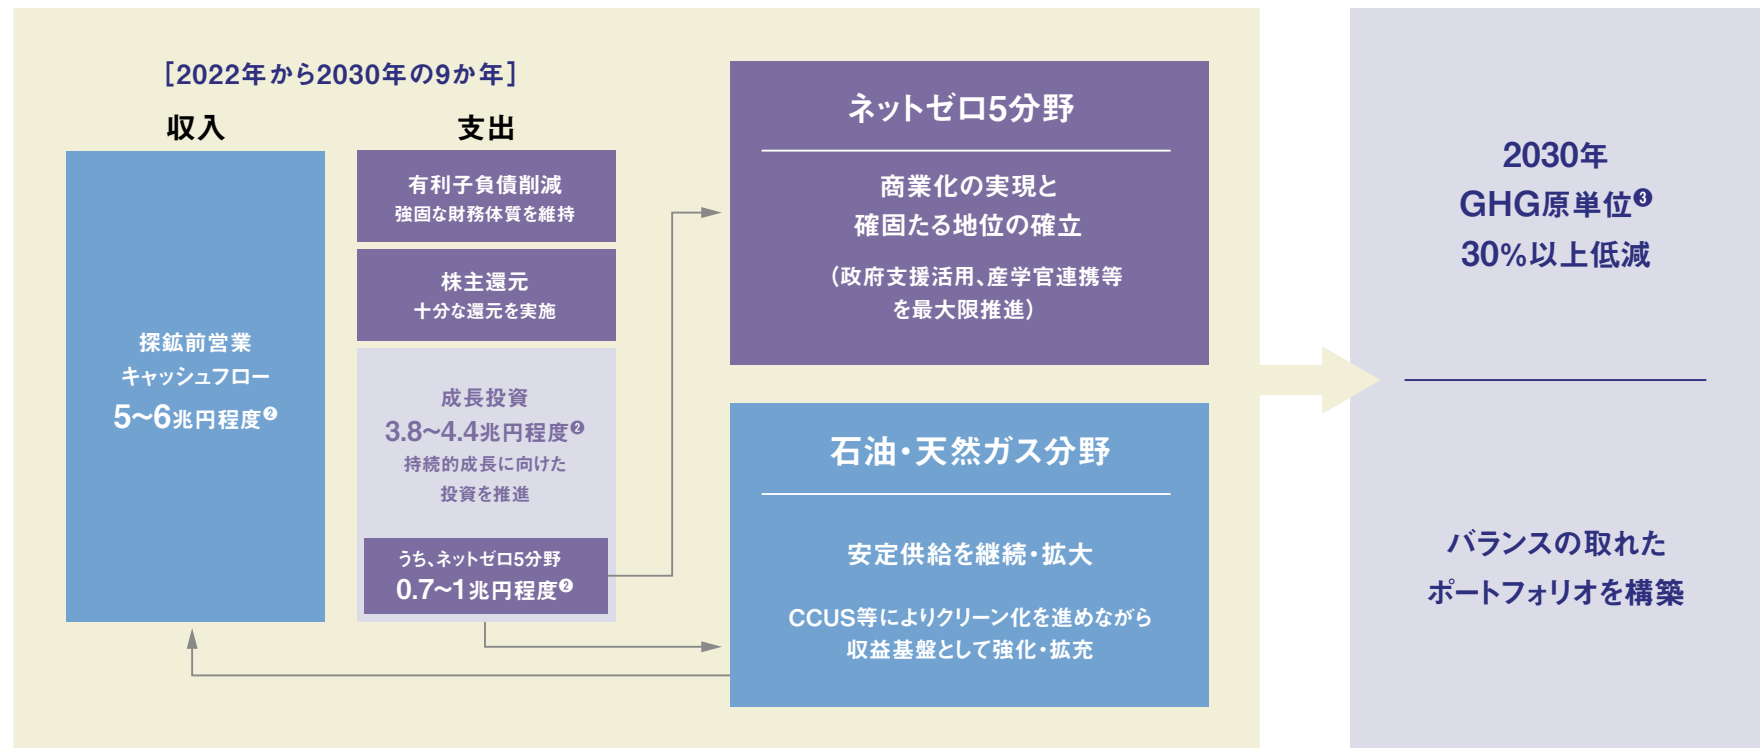 [2022年から2030年の9か年]
収入
支出
探鉱前営業
キャッシュフロー
5~6兆円程度❷
有利子負債削減
強固な財務体質を維持
株主還元
十分な還元を実施
成長投資
3.8~4.4兆円程度❷
持続的成長に向けた
投資を推進
うち、ネットゼロ5分野
0.7~1兆円程度❷
ネットゼロ5分野
商業化の実現と
確固たる地位の確立
(政府支援活用、産学官連携等
を最大限推進)
石油・天然ガス分野
安定供給を継続・拡大
CCUS等によりクリーン化を進めながら
収益基盤として強化・拡充
2030年
GHG原単位❸
30%以上低減
バランスの取れた
ポートフォリオを構築